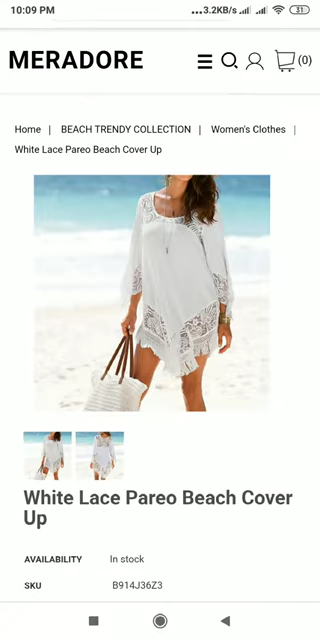 10:09 PM ...3.2KB/s 31
MERADORE (0)
Home | BEACH TRENDY COLLECTION | Women's Clothes |
White Lace Pareo Beach Cover Up
White Lace Pareo Beach Cover
Up
AVAILABILITY In stock
SKU B914J36Z3